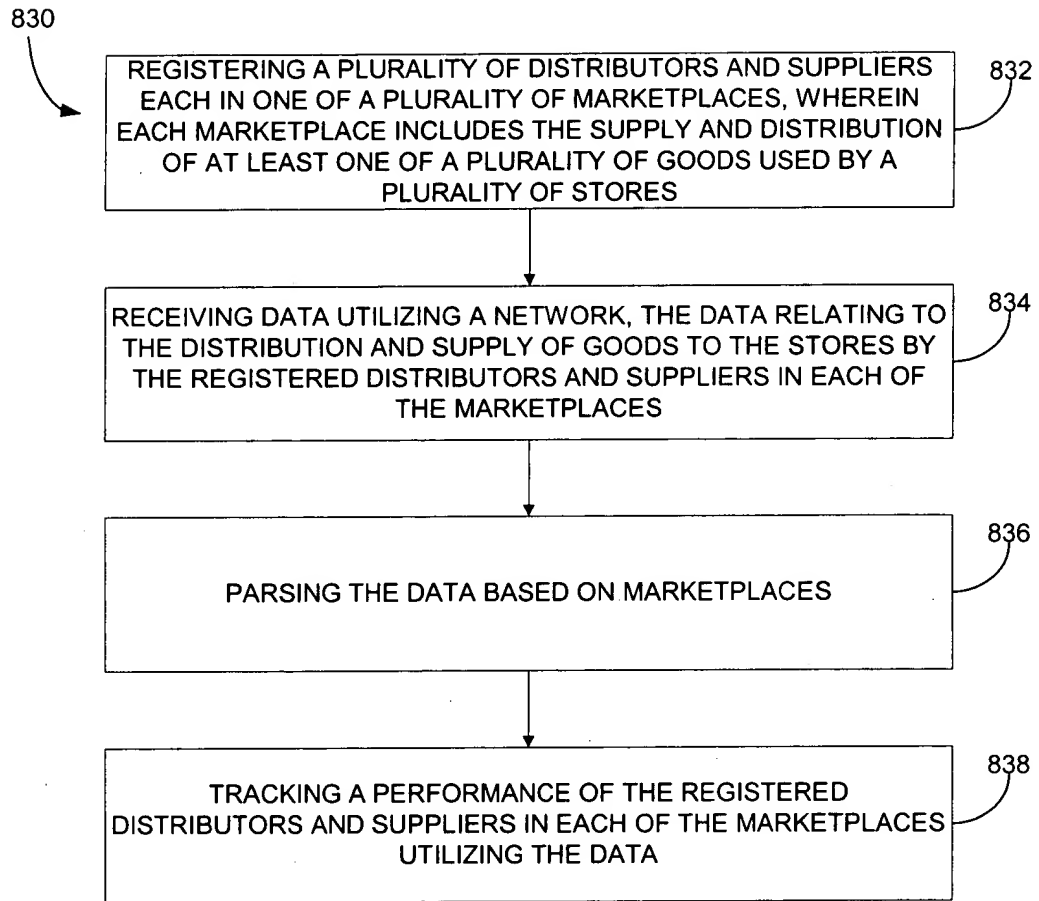 830
REGISTERING A PLURALITY OF DISTRIBUTORS AND SUPPLIERS
EACH IN ONE OF A PLURALITY OF MARKETPLACES, WHEREIN
EACH MARKETPLACE INCLUDES THE SUPPLY AND DISTRIBUTION
OF AT LEAST ONE OF A PLURALITY OF GOODS USED BY A
PLURALITY OF STORES
832
RECEIVING DATA UTILIZING A NETWORK, THE DATA RELATING TO
THE DISTRIBUTION AND SUPPLY OF GOODS TO THE STORES BY
THE REGISTERED DISTRIBUTORS AND SUPPLIERS IN EACH OF
THE MARKETPLACES
834
PARSING THE DATA BASED ON MARKETPLACES
836
TRACKING A PERFORMANCE OF THE REGISTERED
DISTRIBUTORS AND SUPPLIERS IN EACH OF THE MARKETPLACES
UTILIZING THE DATA
838